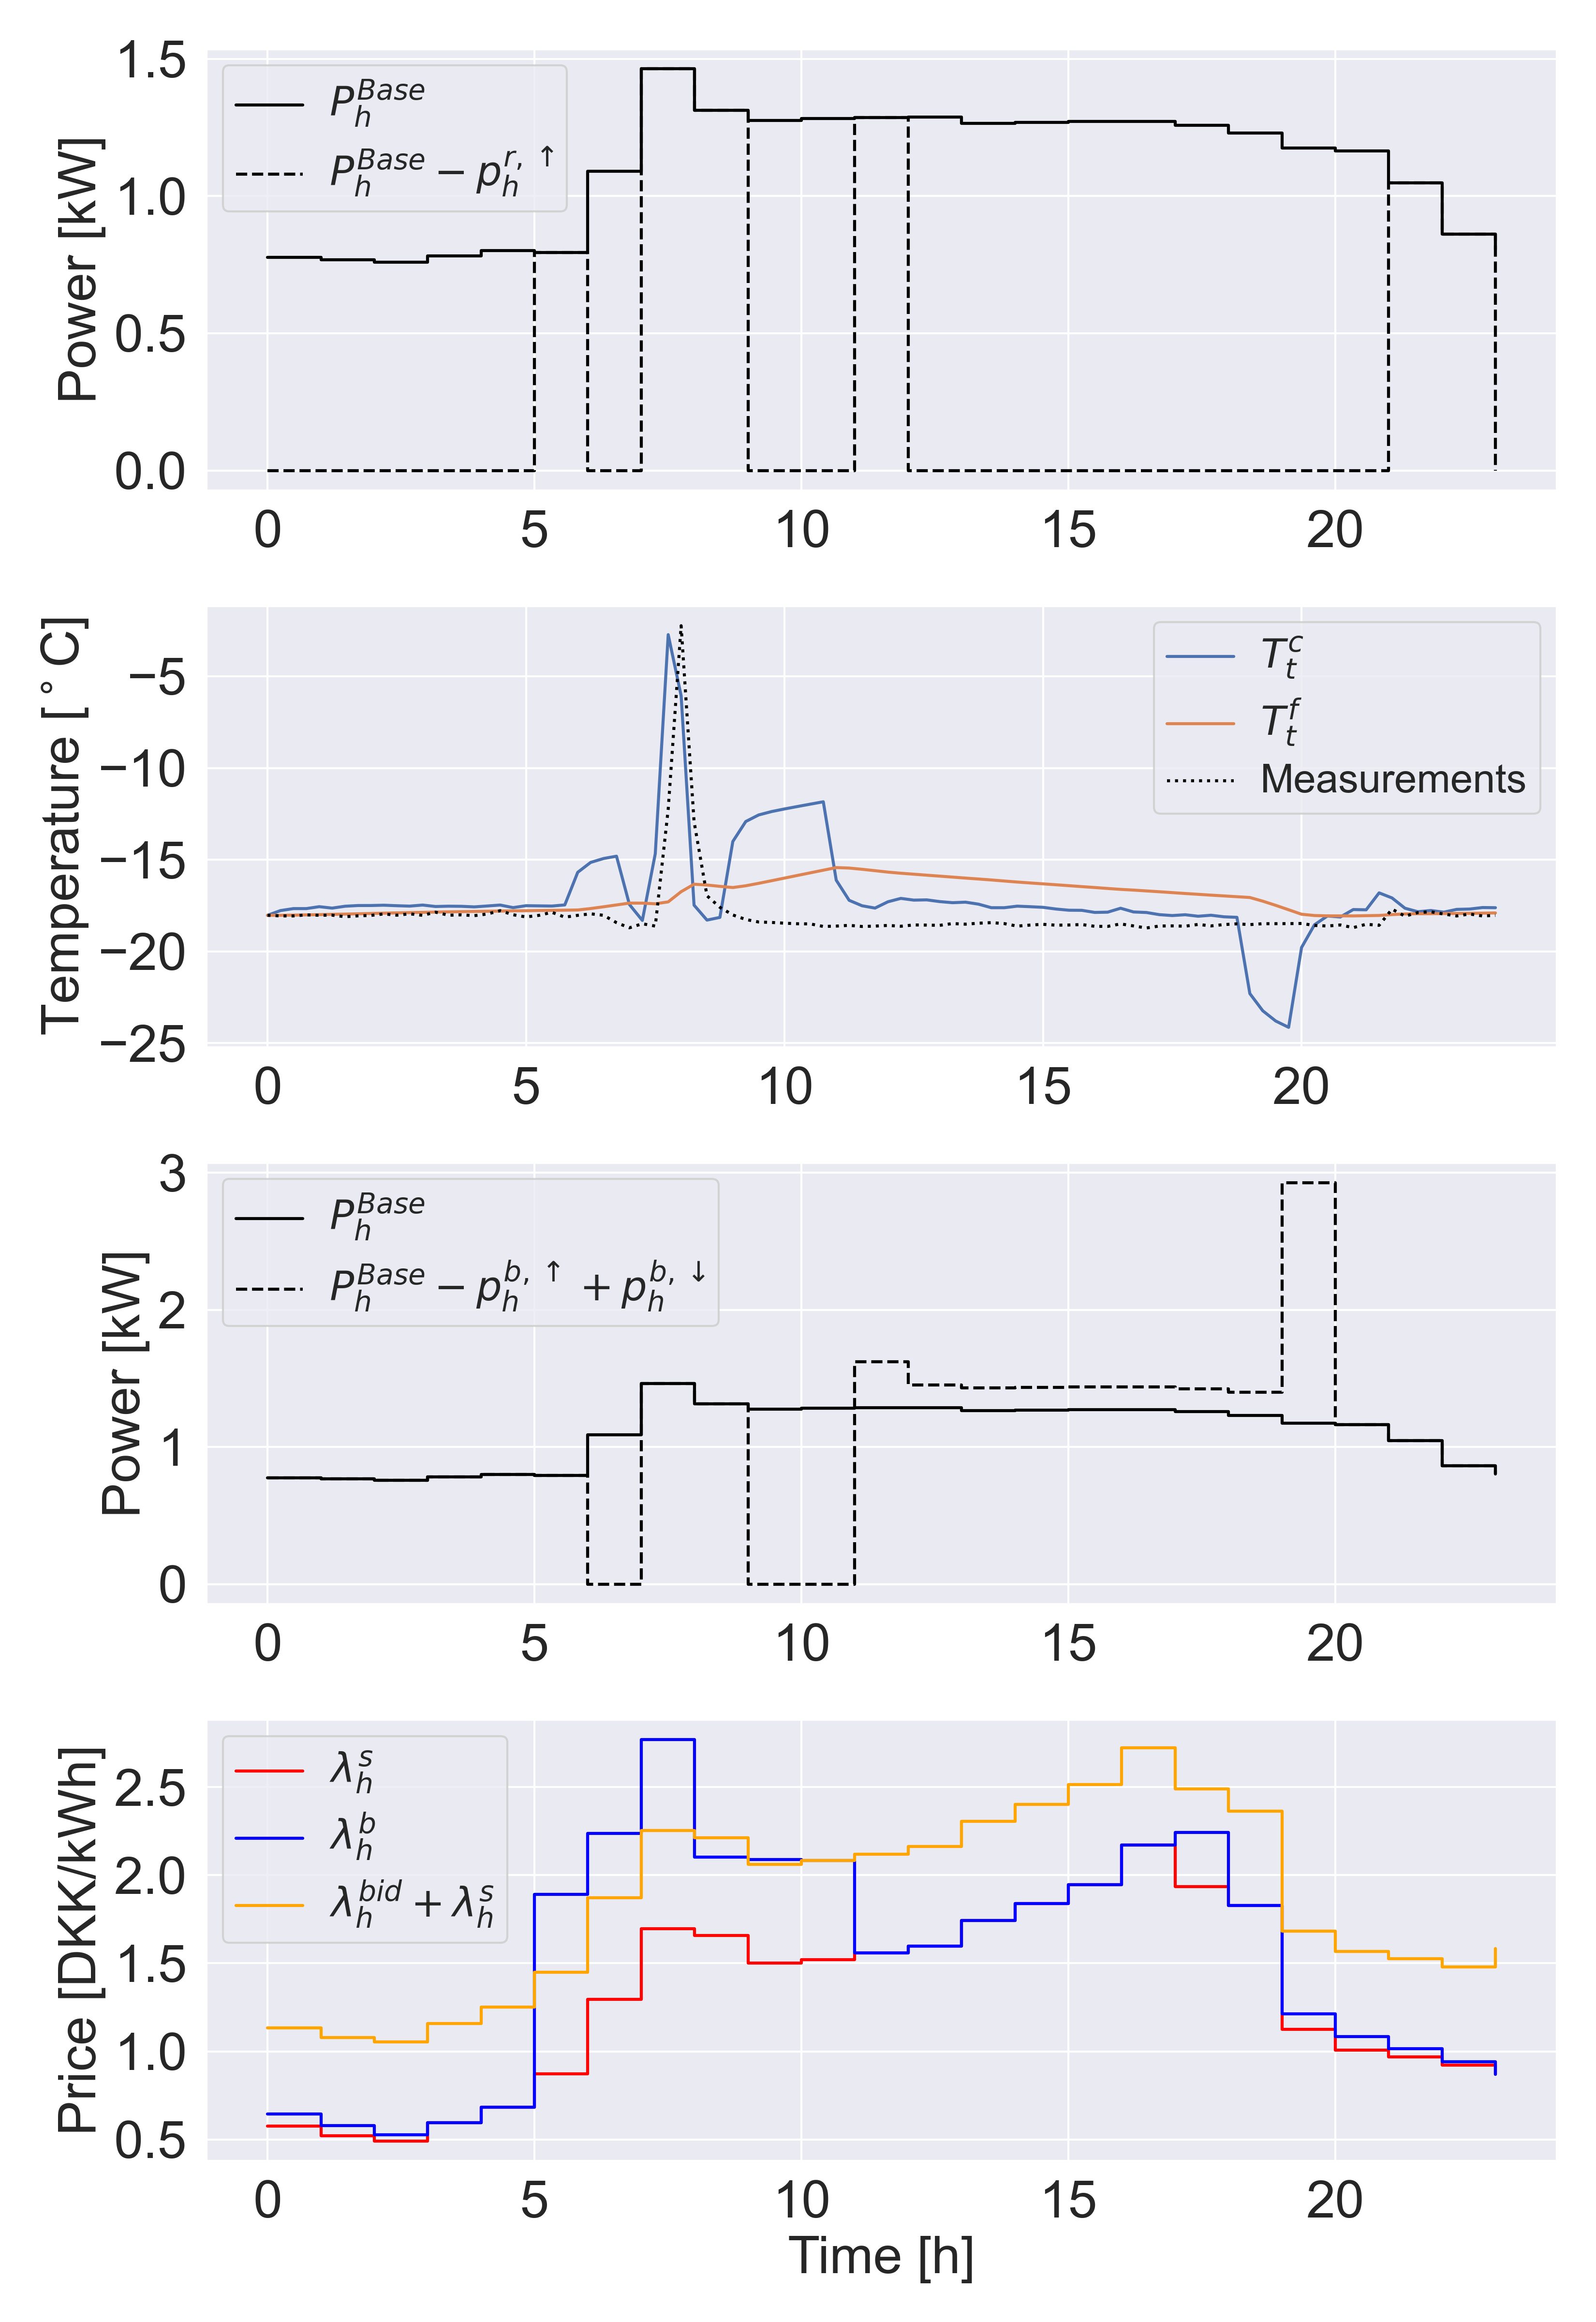 Power [kW]
1.5
1.0
0.5
0.0
P_h^{Base}
P_h^{Base} − p_h^{r, ↑}
0 5 10 15 20
Temperature [°C]
−5
−10
−15
−20
−25
T_t^c
T_t^f
Measurements
0 5 10 15 20
Power [kW]
3
2
1
0
P_h^{Base}
P_h^{Base} − p_h^{b, ↑} + p_h^{b, ↓}
0 5 10 15 20
Price [DKK/kWh]
2.5
2.0
1.5
1.0
0.5
λ_h^s
λ_h^b
λ_h^{bid} + λ_h^s
0 5 10 15 20
Time [h]